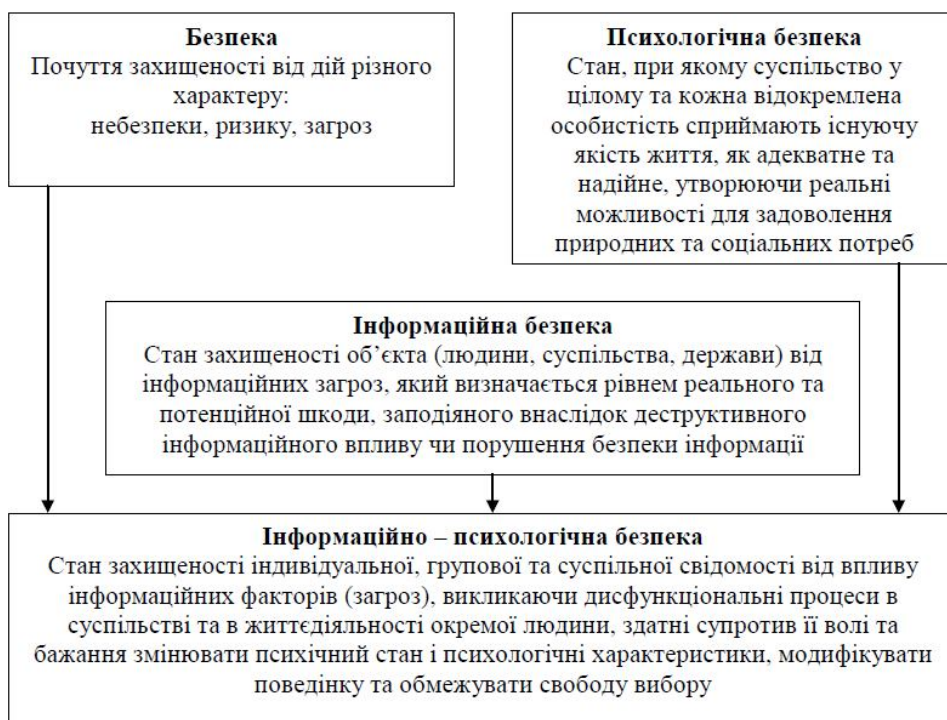 Безпека
Почуття захищеності від дій різного
характеру:
небезпеки, ризику, загроз
Психологічна безпека
Стан, при якому суспільство у
цілому та кожна відокремлена
особистість сприймають існуючу
якість життя, як адекватне та
надійне, утворюючи реальні
можливості для задоволення
природних та соціальних потреб
Інформаційна безпека
Стан захищеності об’єкта (людини, суспільства, держави) від
інформаційних загроз, який визначається рівнем реального та
потенційної шкоди, заподіяного внаслідок деструктивного
інформаційного впливу чи порушення безпеки інформації
Інформаційно – психологічна безпека
Стан захищеності індивідуальної, групової та суспільної свідомості від впливу
інформаційних факторів (загроз), викликаючи дисфункціональні процеси в
суспільстві та в життєдіяльності окремої людини, здатні супротив її волі та
бажання змінювати психічний стан і психологічні характеристики, модифікувати
поведінку та обмежувати свободу вибору